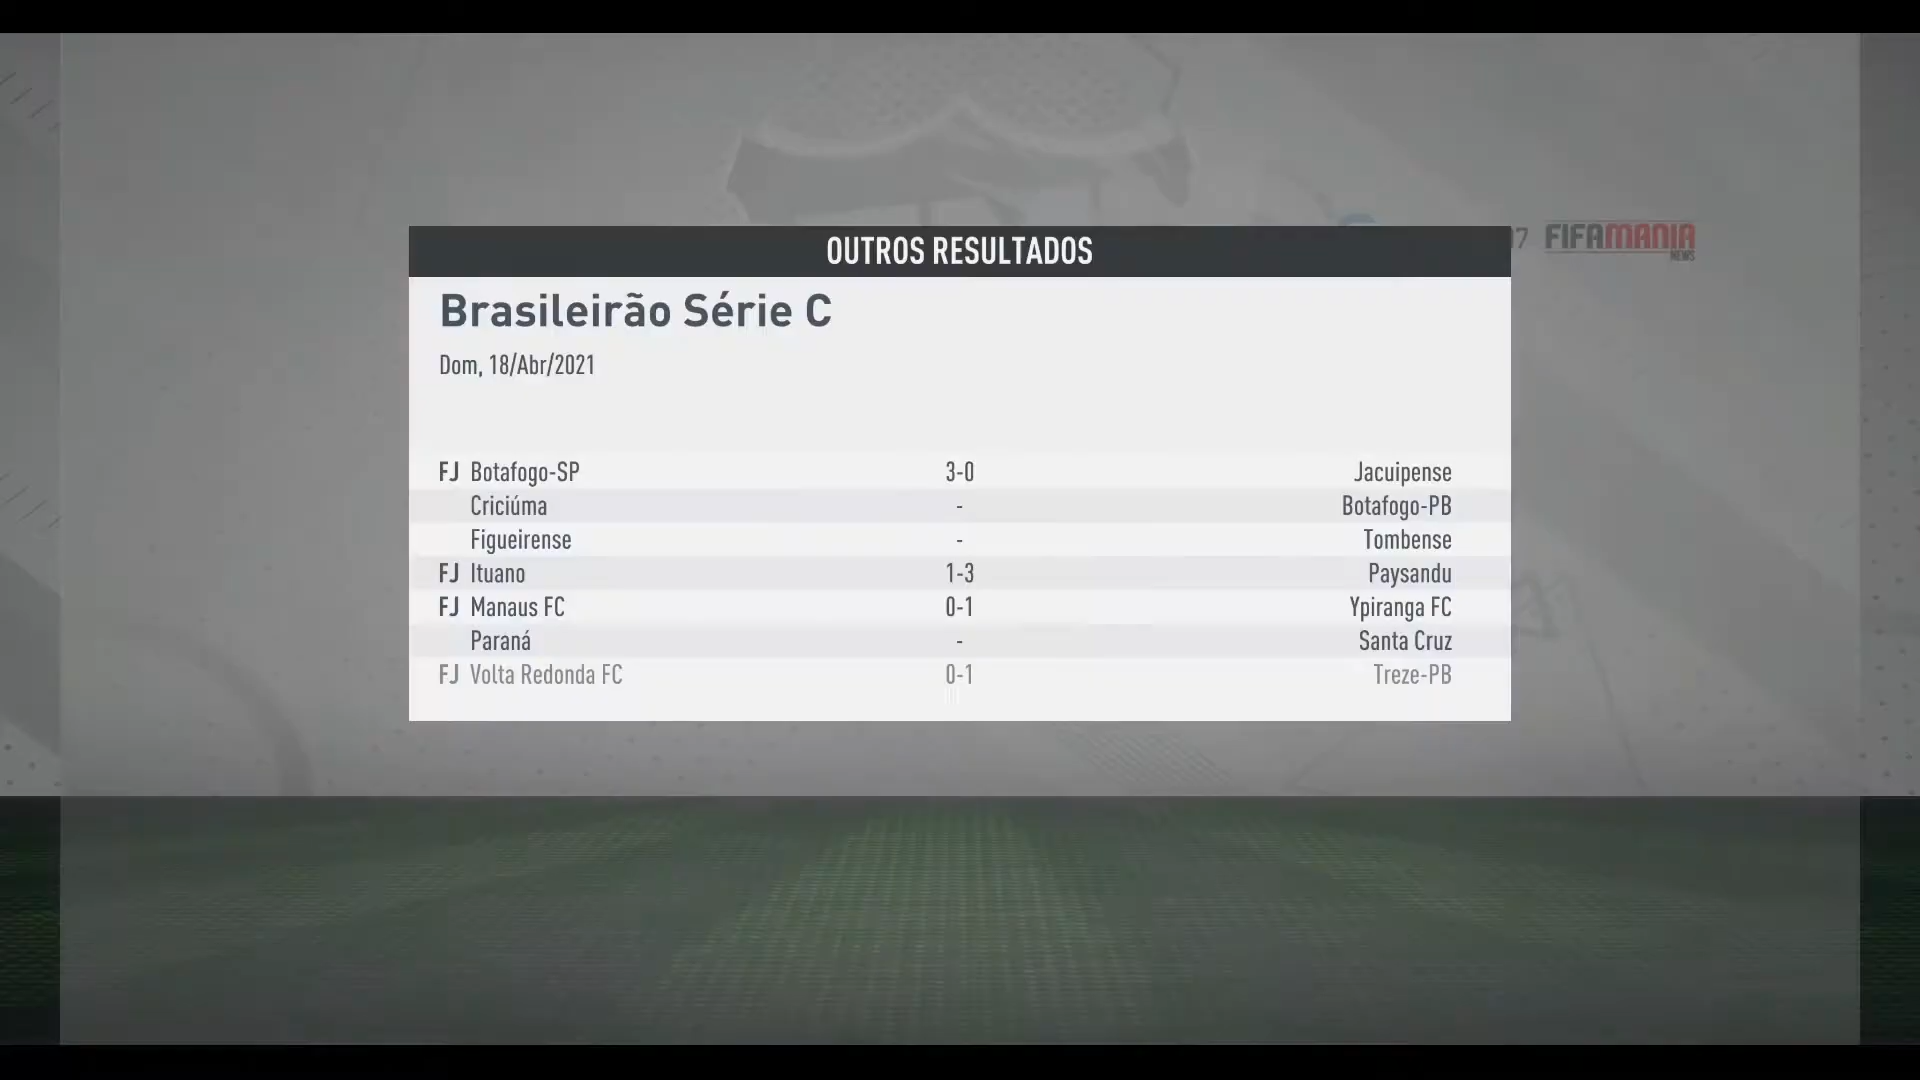 OUTROS RESULTADOS
17 FIFAMANIA
NEWS
Brasileirão Série C
Dom, 18/Abr/2021
FJ Botafogo-SP 3-0 Jacuipense
Criciúma - Botafogo-PB
Figueirense - Tombense
FJ Ituano 1-3 Paysandu
FJ Manaus FC 0-1 Ypiranga FC
Paraná - Santa Cruz
FJ Volta Redonda FC 0-1 Treze-PB